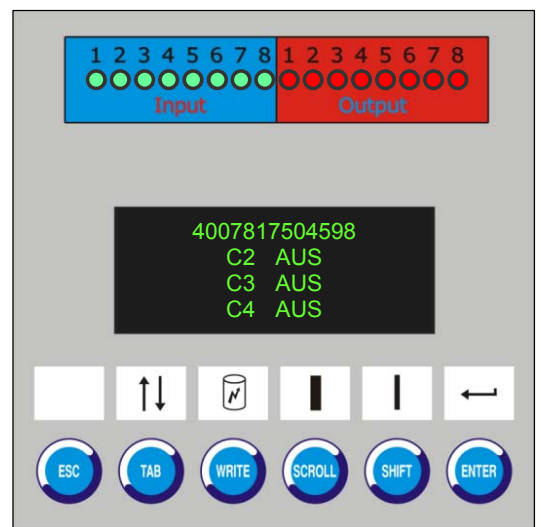 1 2 3 4 5 6 7 8 1 2 3 4 5 6 7 8
Input Output
4007817504598
C2 AUS
C3 AUS
C4 AUS
ESC TAB WRITE SCROLL SHIFT ENTER